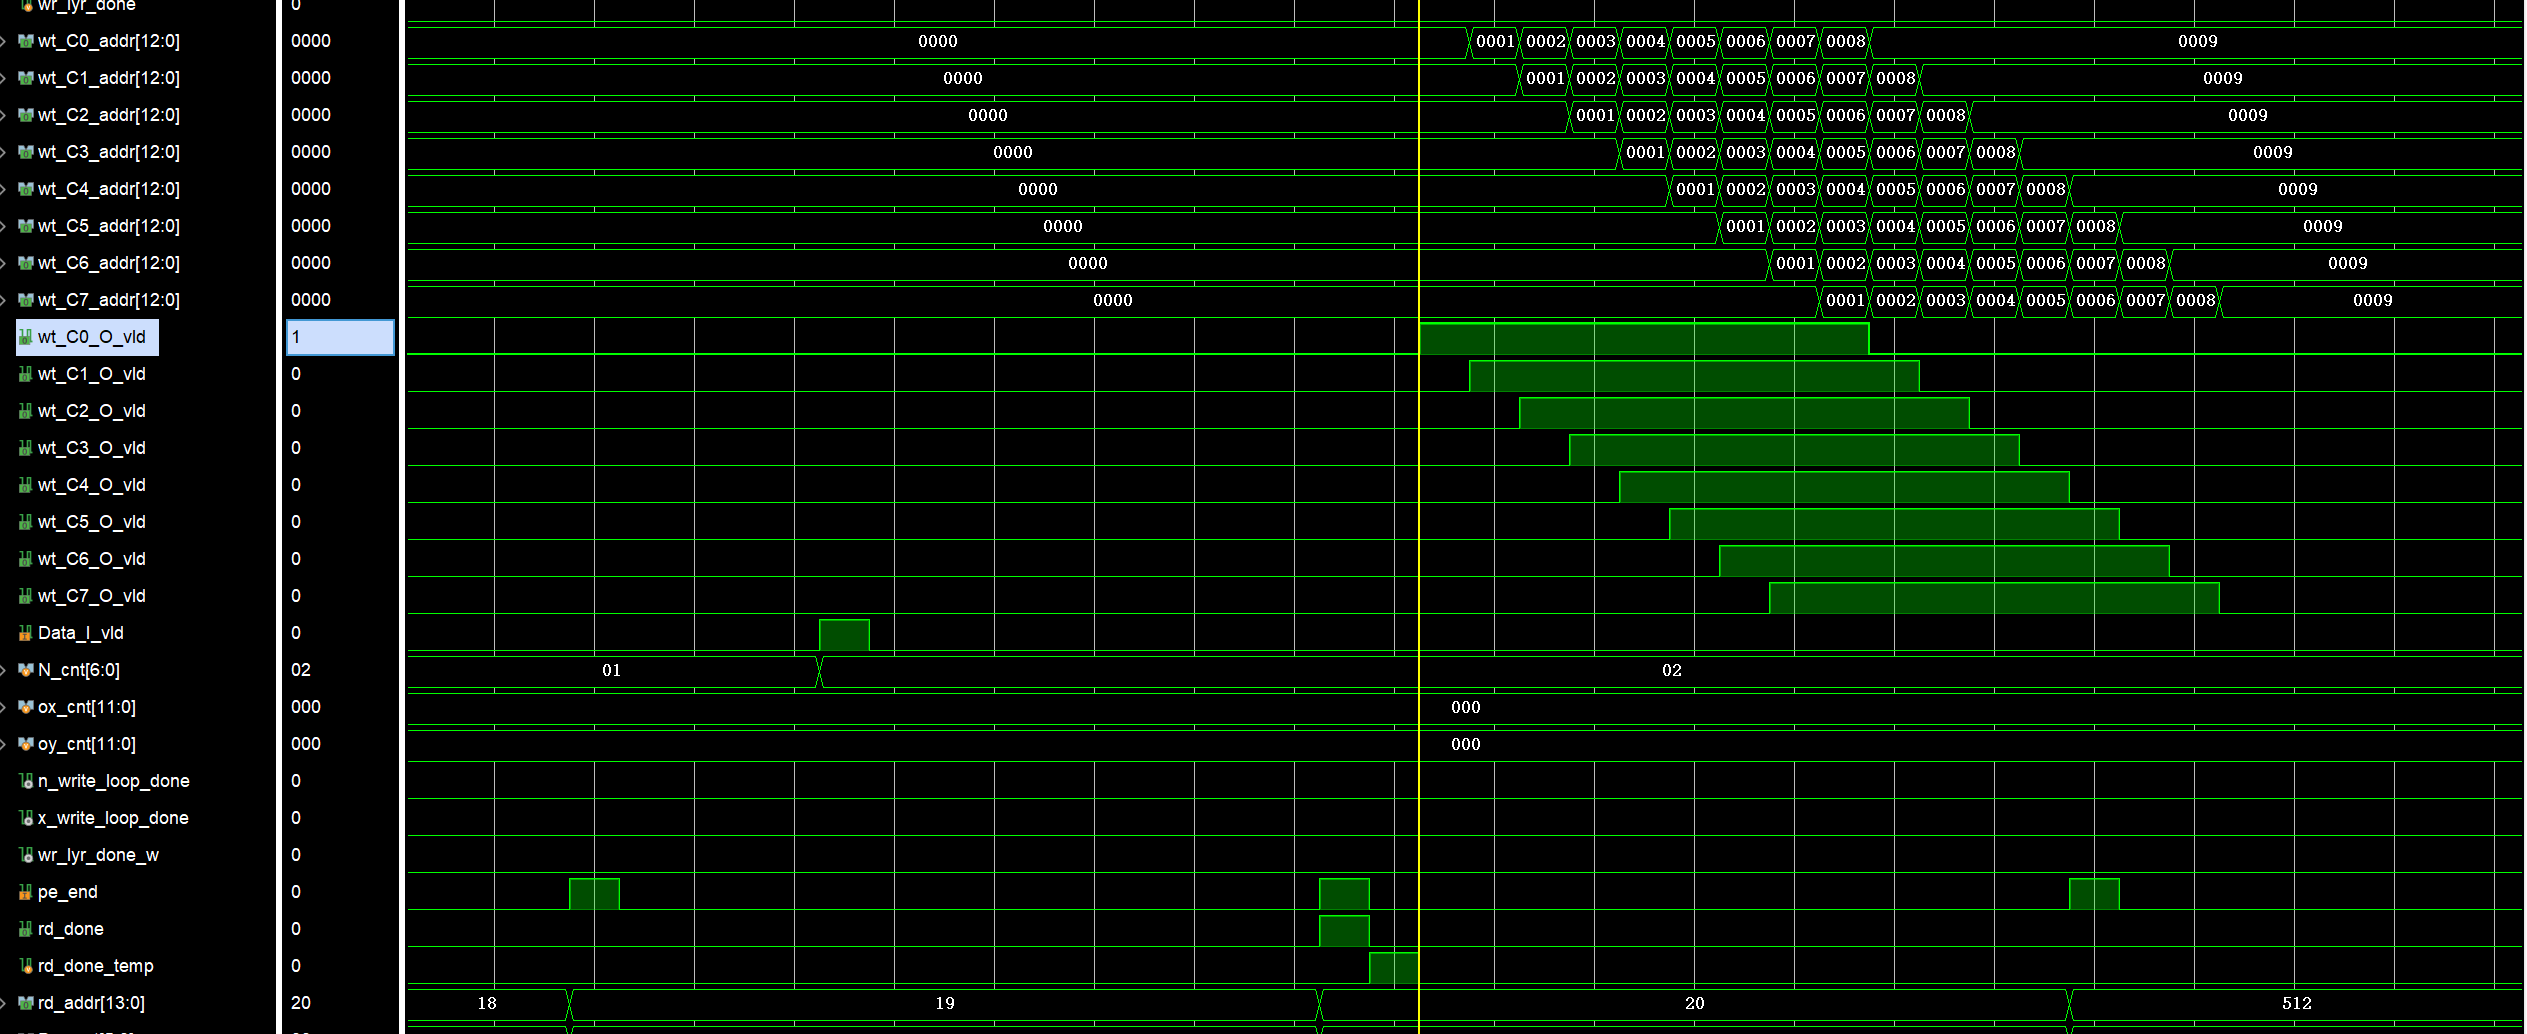 wr_lyr_done 0
wt_C0_addr[12:0] 0000 0000 0001 0002 0003 0004 0005 0006 0007 0008 0009
wt_C1_addr[12:0] 0000 0000 0001 0002 0003 0004 0005 0006 0007 0008 0009
wt_C2_addr[12:0] 0000 0000 0001 0002 0003 0004 0005 0006 0007 0008 0009
wt_C3_addr[12:0] 0000 0000 0001 0002 0003 0004 0005 0006 0007 0008 0009
wt_C4_addr[12:0] 0000 0000 0001 0002 0003 0004 0005 0006 0007 0008 0009
wt_C5_addr[12:0] 0000 0000 0001 0002 0003 0004 0005 0006 0007 0008 0009
wt_C6_addr[12:0] 0000 0000 0001 0002 0003 0004 0005 0006 0007 0008 0009
wt_C7_addr[12:0] 0000 0000 0001 0002 0003 0004 0005 0006 0007 0008 0009
wt_C0_O_vld 1
wt_C1_O_vld 0
wt_C2_O_vld 0
wt_C3_O_vld 0
wt_C4_O_vld 0
wt_C5_O_vld 0
wt_C6_O_vld 0
wt_C7_O_vld 0
Data_I_vld 0
N_cnt[6:0] 02 01 02
ox_cnt[11:0] 000 000
oy_cnt[11:0] 000 000
n_write_loop_done 0
x_write_loop_done 0
wr_lyr_done_w 0
pe_end 0
rd_done 0
rd_done_temp 0
rd_addr[13:0] 20 18 19 20 512